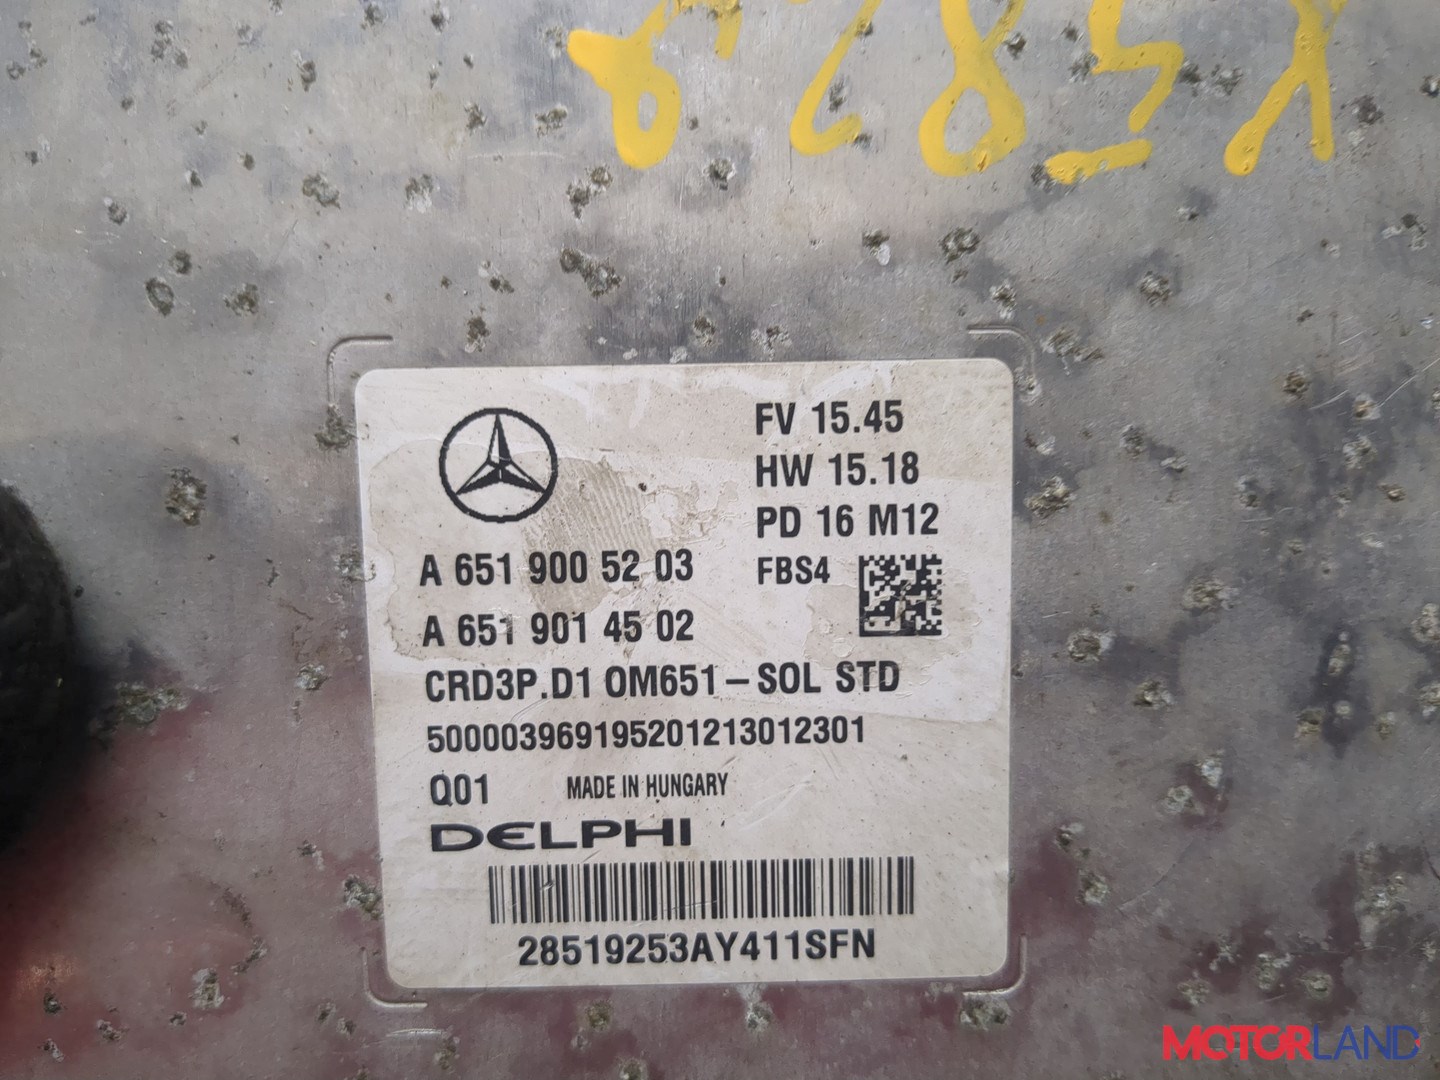 FV 15.45
HW 15.18
PD 16 M12
A 651 900 52 03
FBS4
A 651 901 45 02
CRD3P.D1 OM651 – SOL STD
500003969195201213012301
Q01 MADE IN HUNGARY
DELPHI
28519253AY411SFN
MOTORLAND